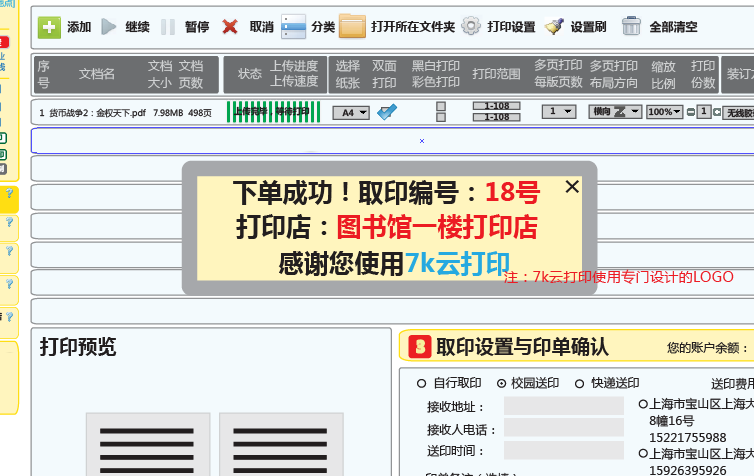 添加 继续 暂停 取消 分类 打开所在文件夹 打印设置 设置刷 全部清空
序号 文档名 文档大小 文档页数 状态 上传进度 上传速度 选择纸张 双面打印 黑白打印 彩色打印 打印范围 多页打印 每版页数 多页打印 布局方向 缩放比例 打印份数 装订
1 货币战争2：金权天下.pdf 7.98MB 498页 上传完毕，等待打印 A4 1-108 1 横向 100% 1 无线胶
1-108
×
下单成功！取印编号：18号
打印店：图书馆一楼打印店
感谢您使用7k云打印
注：7k云打印使用专门设计的LOGO
打印预览
3 取印设置与印单确认 您的账户余额：
自行取印 校园送印 快递送印 送印费用
接收地址：
接收人电话：
送印时间：
上海市宝山区上海大
8幢16号
15221755988
上海市宝山区上海大
15926395926